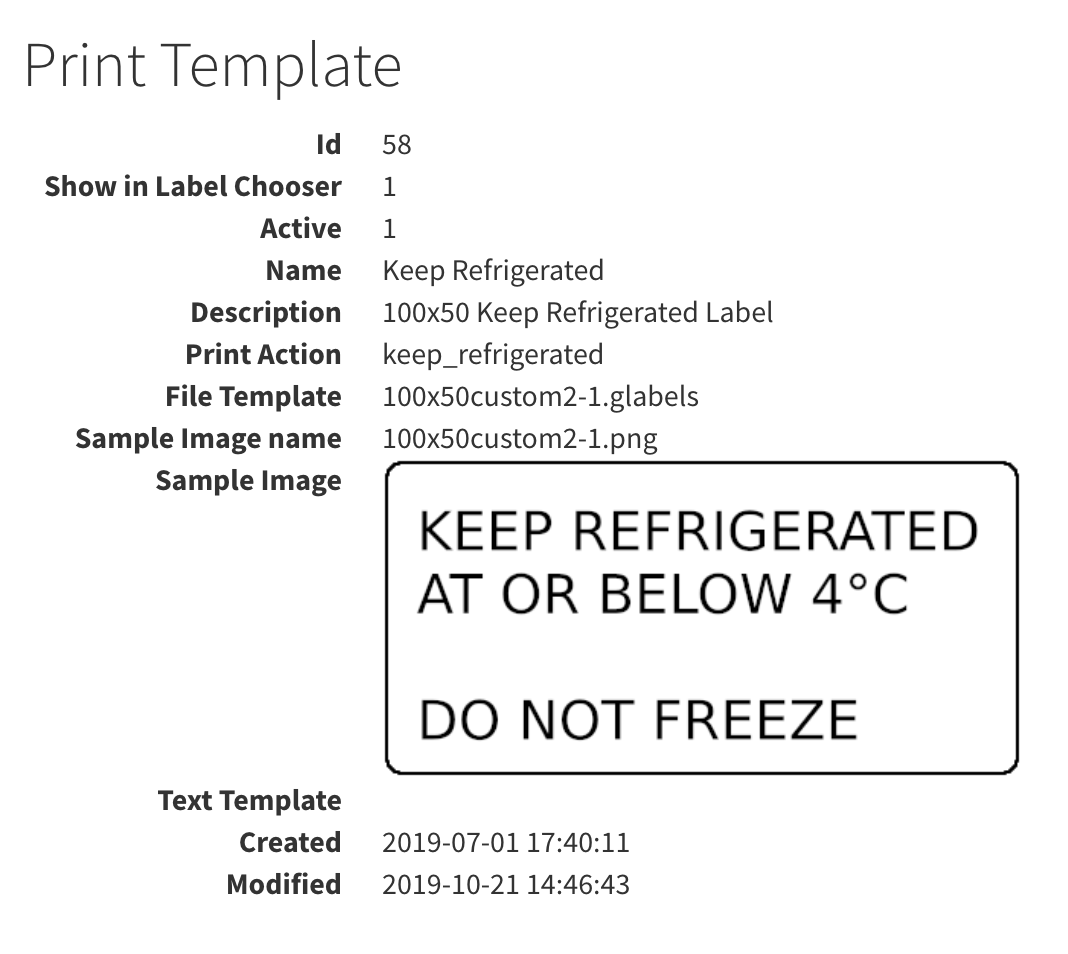 Print Template
Id 58
Show in Label Chooser 1
Active 1
Name Keep Refrigerated
Description 100x50 Keep Refrigerated Label
Print Action keep_refrigerated
File Template 100x50custom2-1.glabels
Sample Image name 100x50custom2-1.png
Sample Image
KEEP REFRIGERATED
AT OR BELOW 4°C
DO NOT FREEZE
Text Template
Created 2019-07-01 17:40:11
Modified 2019-10-21 14:46:43